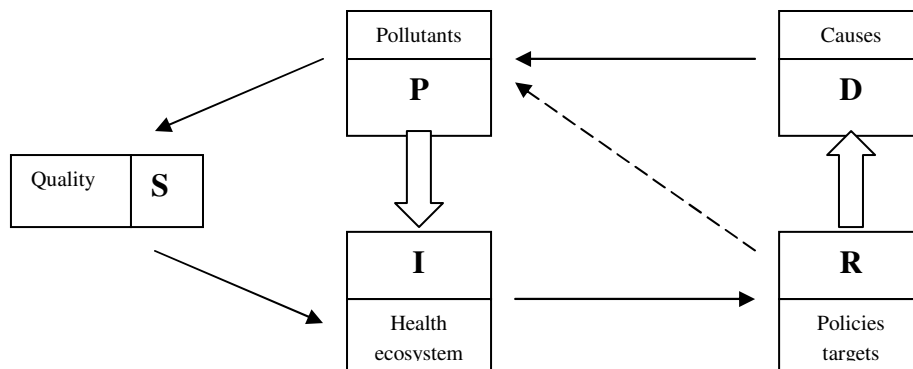 Pollutants
P
Causes
D
Quality
S
I
Health
ecosystem
R
Policies
targets